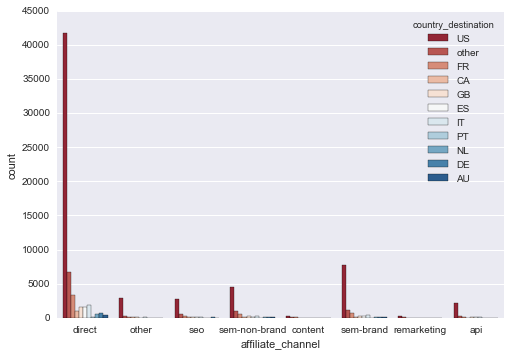 45000
40000
35000
30000
25000
20000
15000
10000
5000
0
count
country_destination
US
other
FR
CA
GB
ES
IT
PT
NL
DE
AU
direct other seo sem-non-brand content sem-brand remarketing api
affiliate_channel